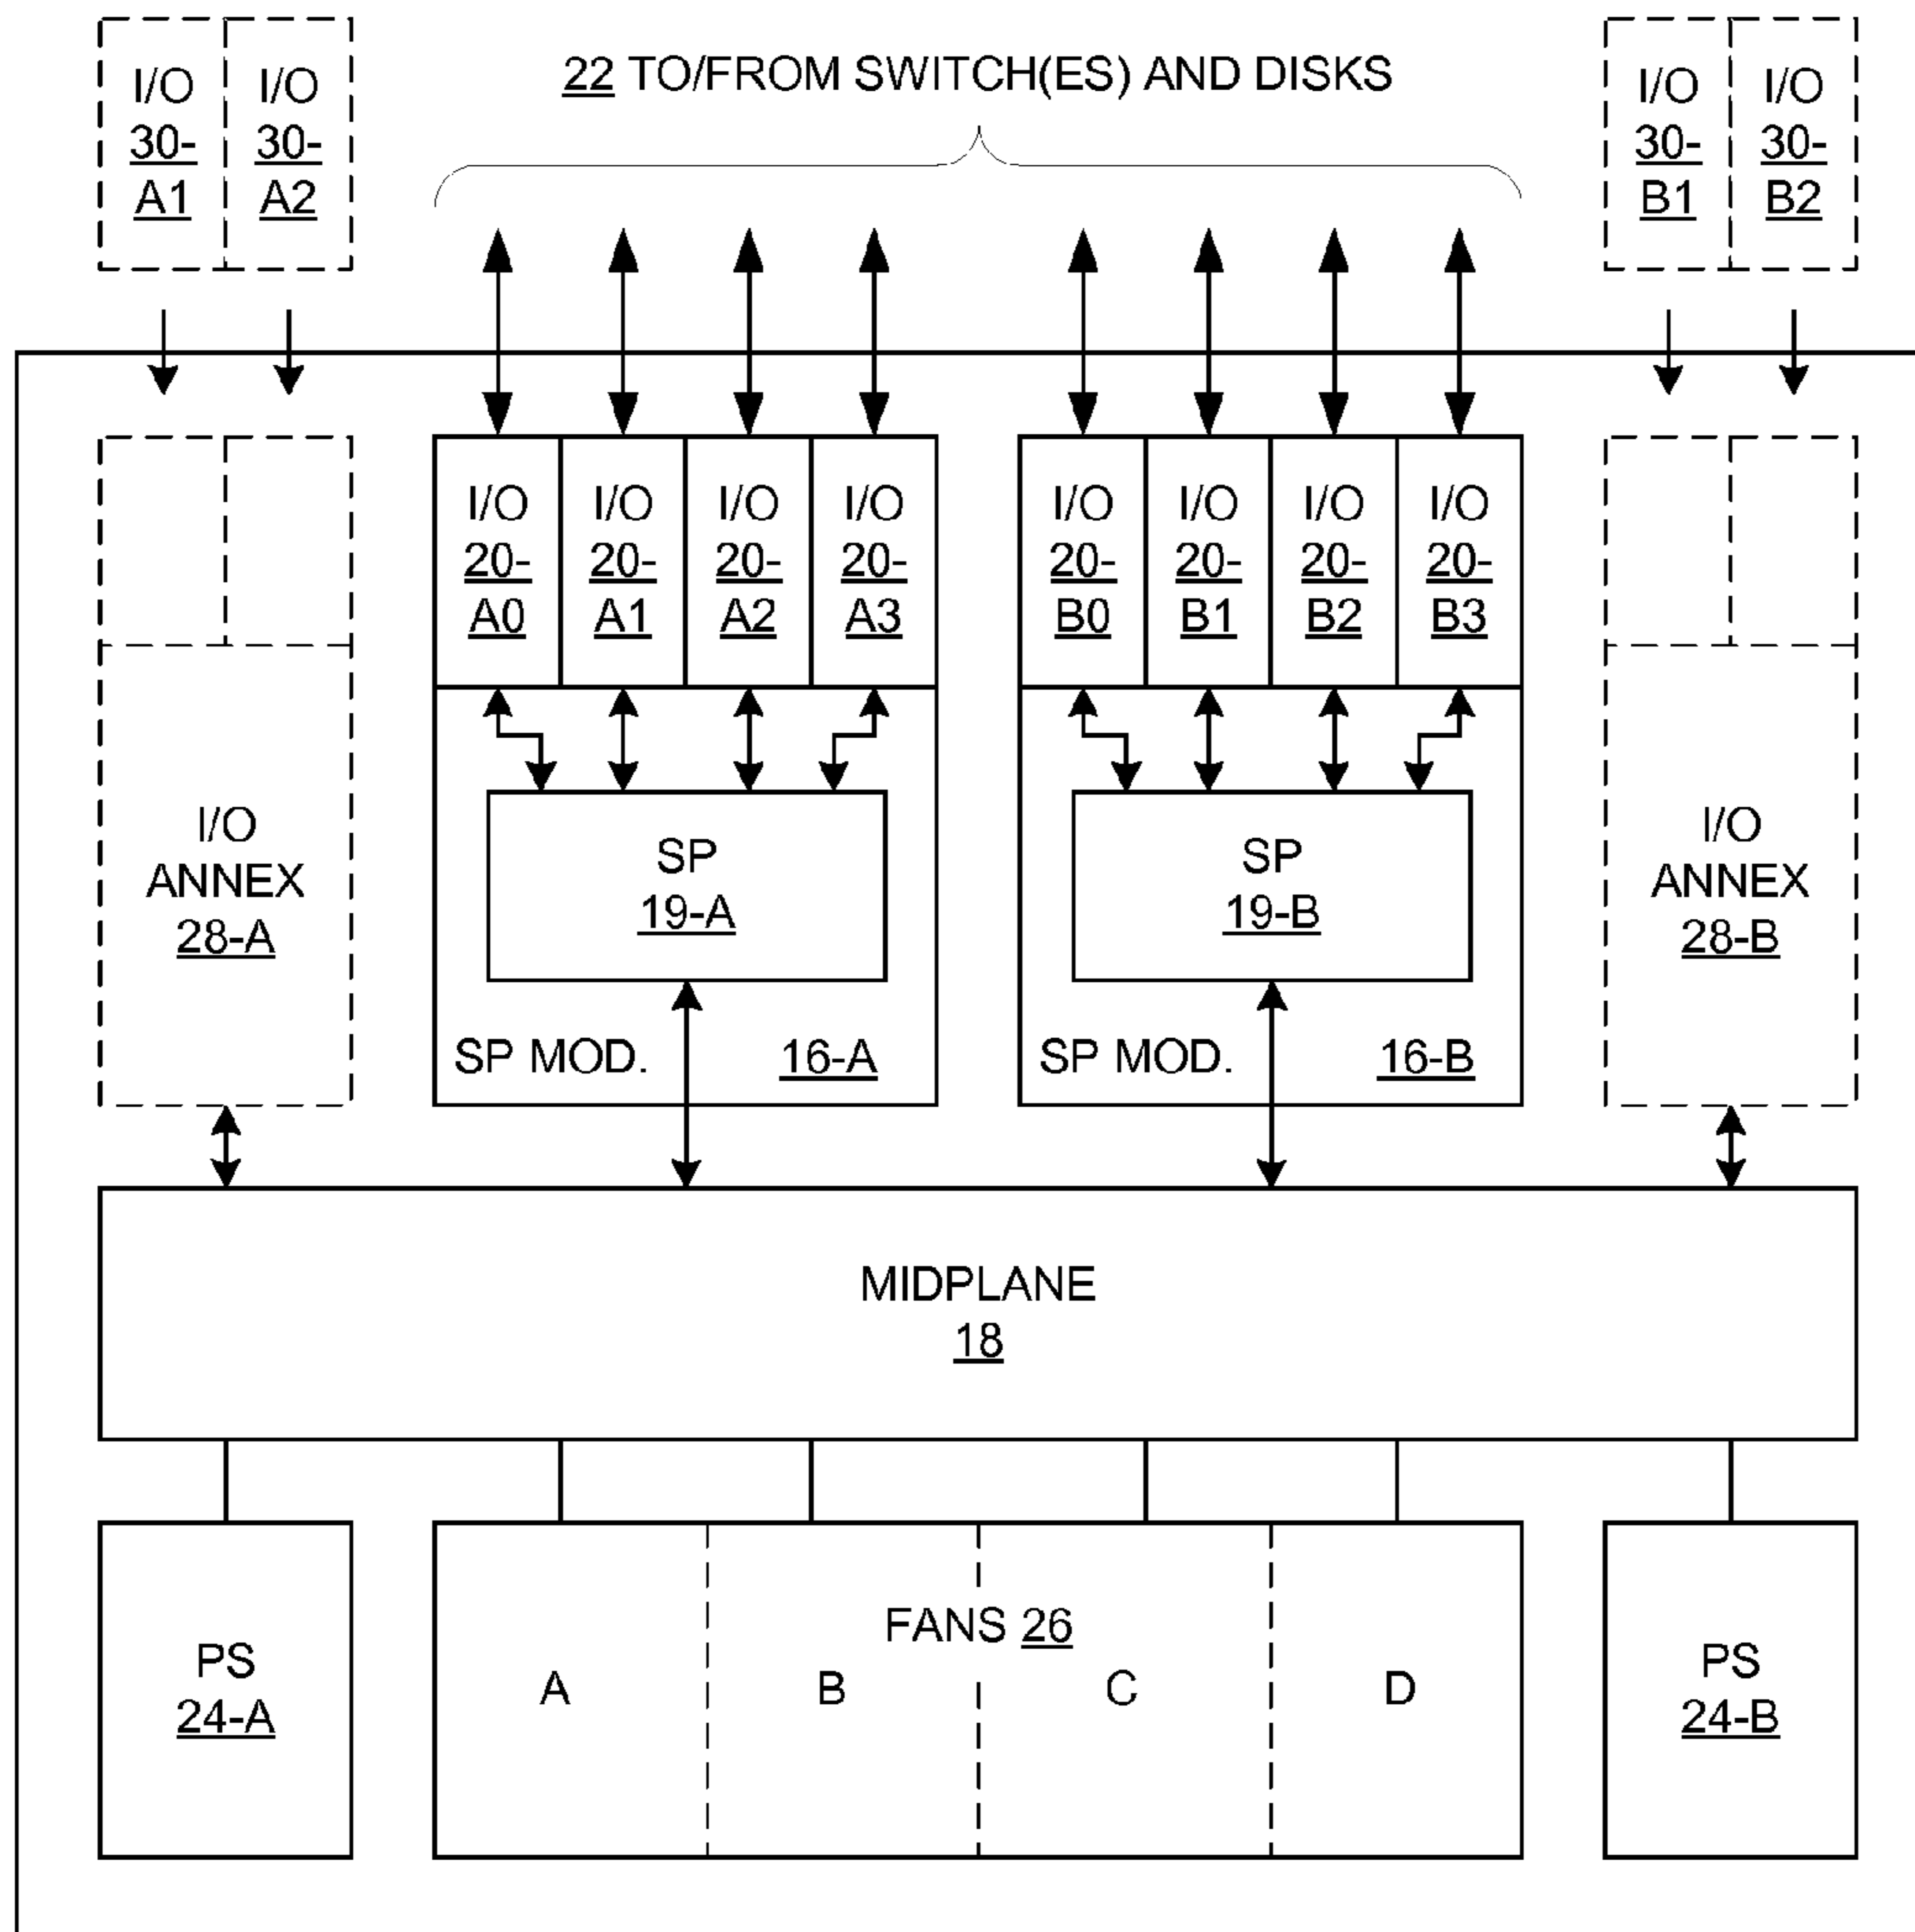 I/O
30-
A1
I/O
30-
A2
22 TO/FROM SWITCH(ES) AND DISKS
I/O
30-
B1
I/O
30-
B2
I/O
20-
A0
I/O
20-
A1
I/O
20-
A2
I/O
20-
A3
I/O
20-
B0
I/O
20-
B1
I/O
20-
B2
I/O
20-
B3
I/O
ANNEX
28-A
SP
19-A
SP MOD. 16-A
SP
19-B
SP MOD. 16-B
I/O
ANNEX
28-B
MIDPLANE
18
PS
24-A
FANS 26
A B C D
PS
24-B